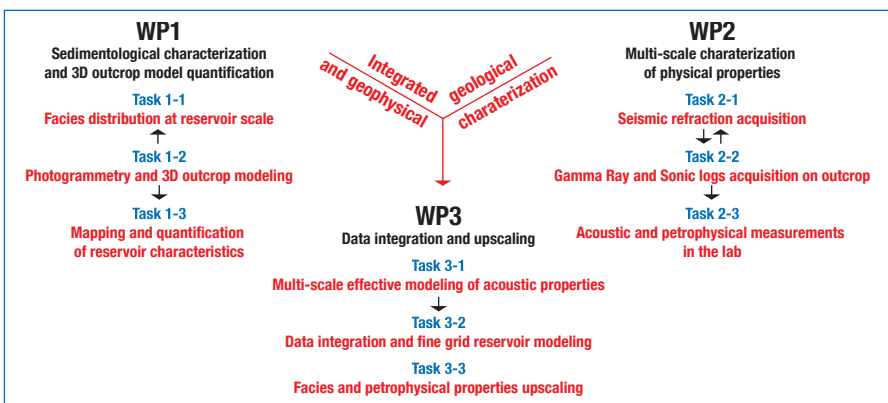 WP1
Sedimentological characterization
and 3D outcrop model quantification
Task 1-1
Facies distribution at reservoir scale
Task 1-2
Photogrammetry and 3D outcrop modeling
Task 1-3
Mapping and quantification
of reservoir characteristics
Integrated
and geophysical
geological
charaterization
WP2
Multi-scale charaterization
of physical properties
Task 2-1
Seismic refraction acquisition
Task 2-2
Gamma Ray and Sonic logs acquisition on outcrop
Task 2-3
Acoustic and petrophysical measurements
in the lab
WP3
Data integration and upscaling
Task 3-1
Multi-scale effective modeling of acoustic properties
Task 3-2
Data integration and fine grid reservoir modeling
Task 3-3
Facies and petrophysical properties upscaling